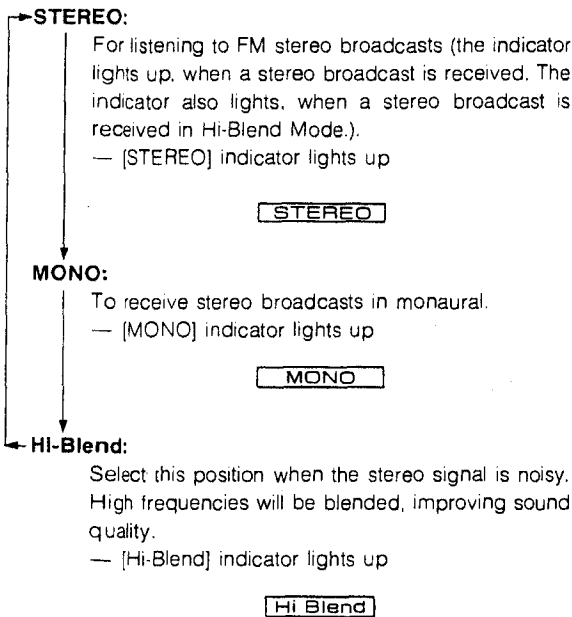 STEREO:
For listening to FM stereo broadcasts (the indicator
lights up, when a stereo broadcast is received. The
indicator also lights, when a stereo broadcast is
received in Hi-Blend Mode.).
— [STEREO] indicator lights up
STEREO
MONO:
To receive stereo broadcasts in monaural.
— [MONO] indicator lights up
MONO
Hi-Blend:
Select this position when the stereo signal is noisy.
High frequencies will be blended, improving sound
quality.
— [Hi-Blend] indicator lights up
Hi Blend